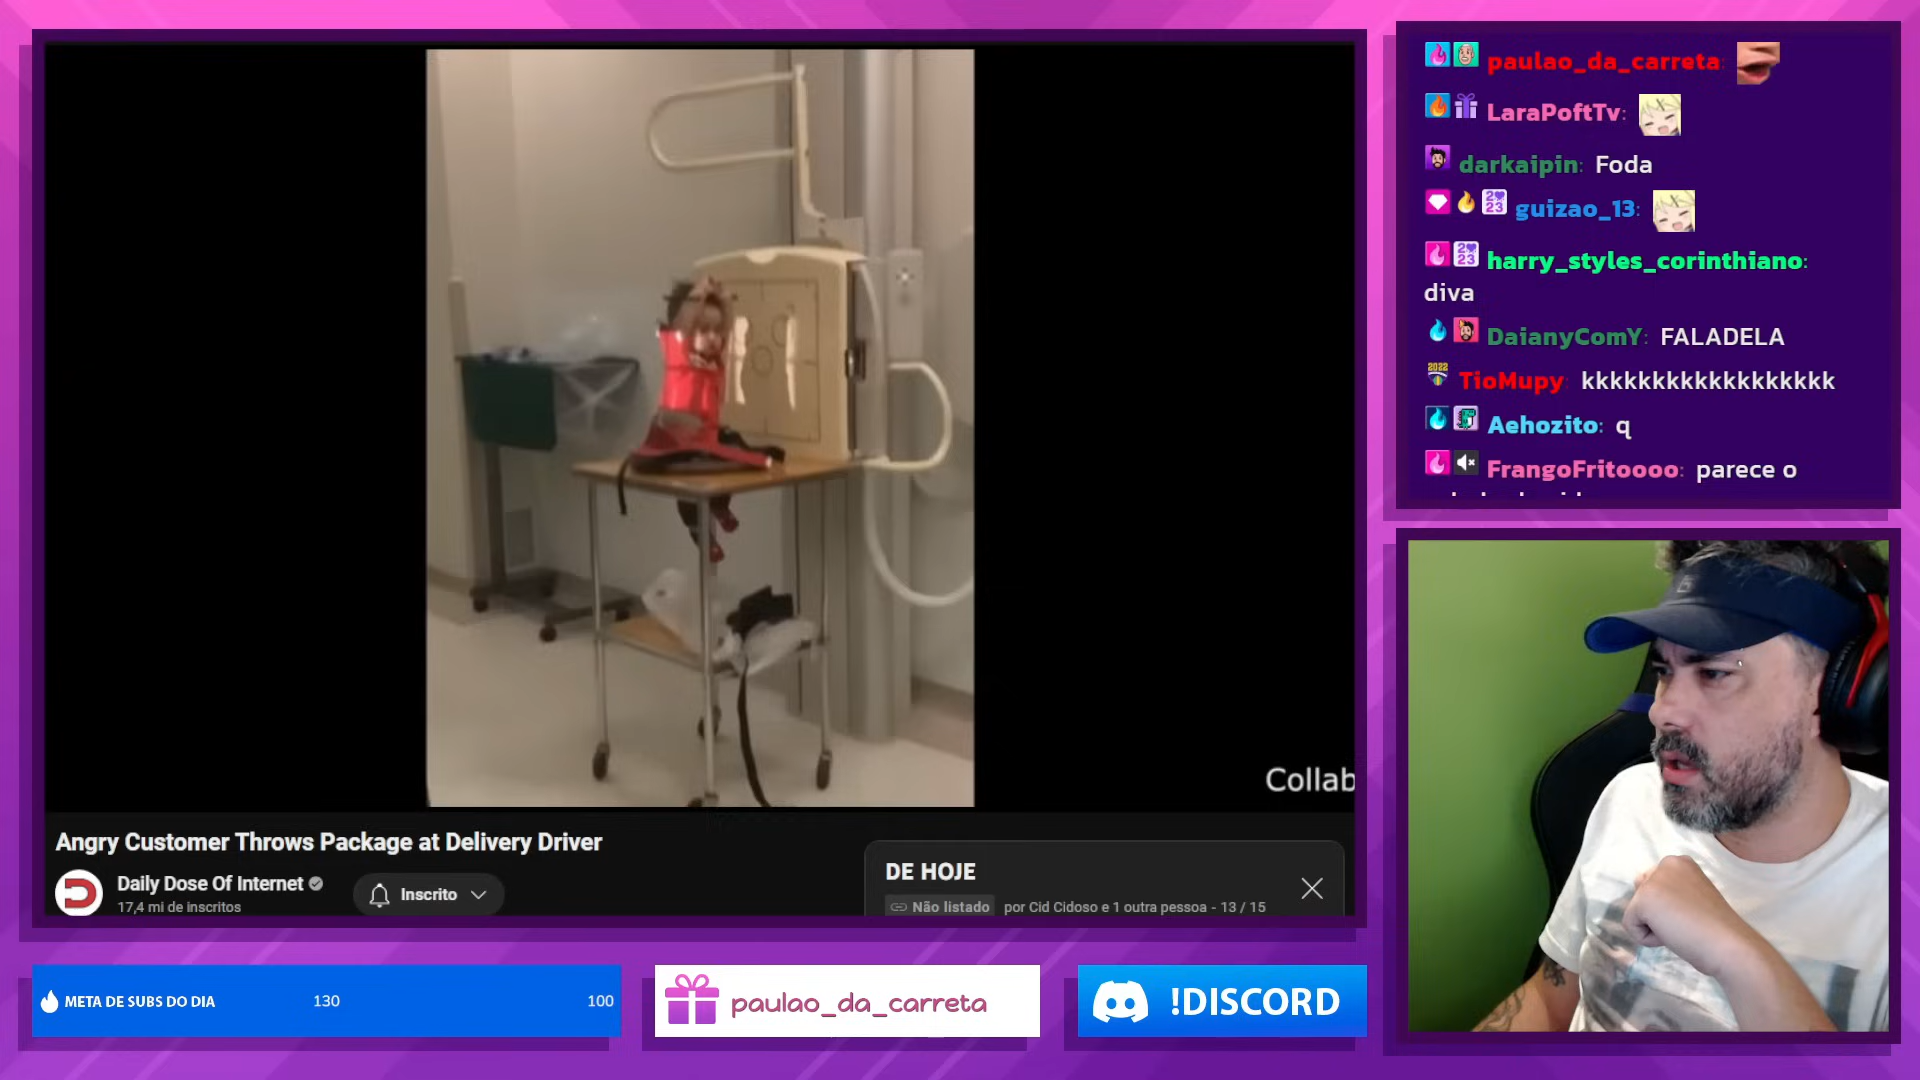 paulao_da_carreta:
LaraPoftTv:
darkaipin: Foda
guizao_13:
harry_styles_corinthiano:
diva
DaianyComY: FALADELA
TioMupy: kkkkkkkkkkkkkkkkkk
Aehozito: q
FrangoFritoooo: parece o
Collab
Angry Customer Throws Package at Delivery Driver
Daily Dose Of Internet
17,4 mi de inscritos
Inscrito
DE HOJE
Não listado por Cid Cidoso e 1 outra pessoa - 13 / 15
META DE SUBS DO DIA 130 100
paulao_da_carreta
!DISCORD